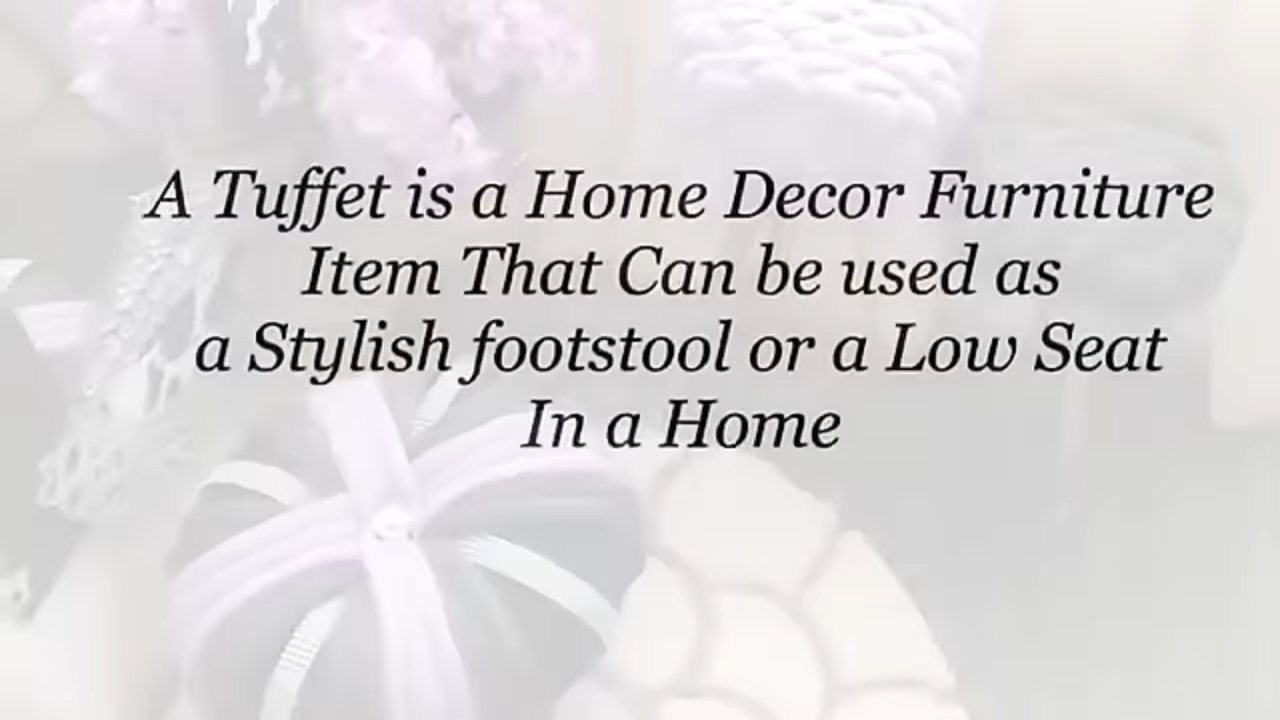 A Tuffet is a Home Decor Furniture
Item That Can be used as
a Stylish footstool or a Low Seat
In a Home